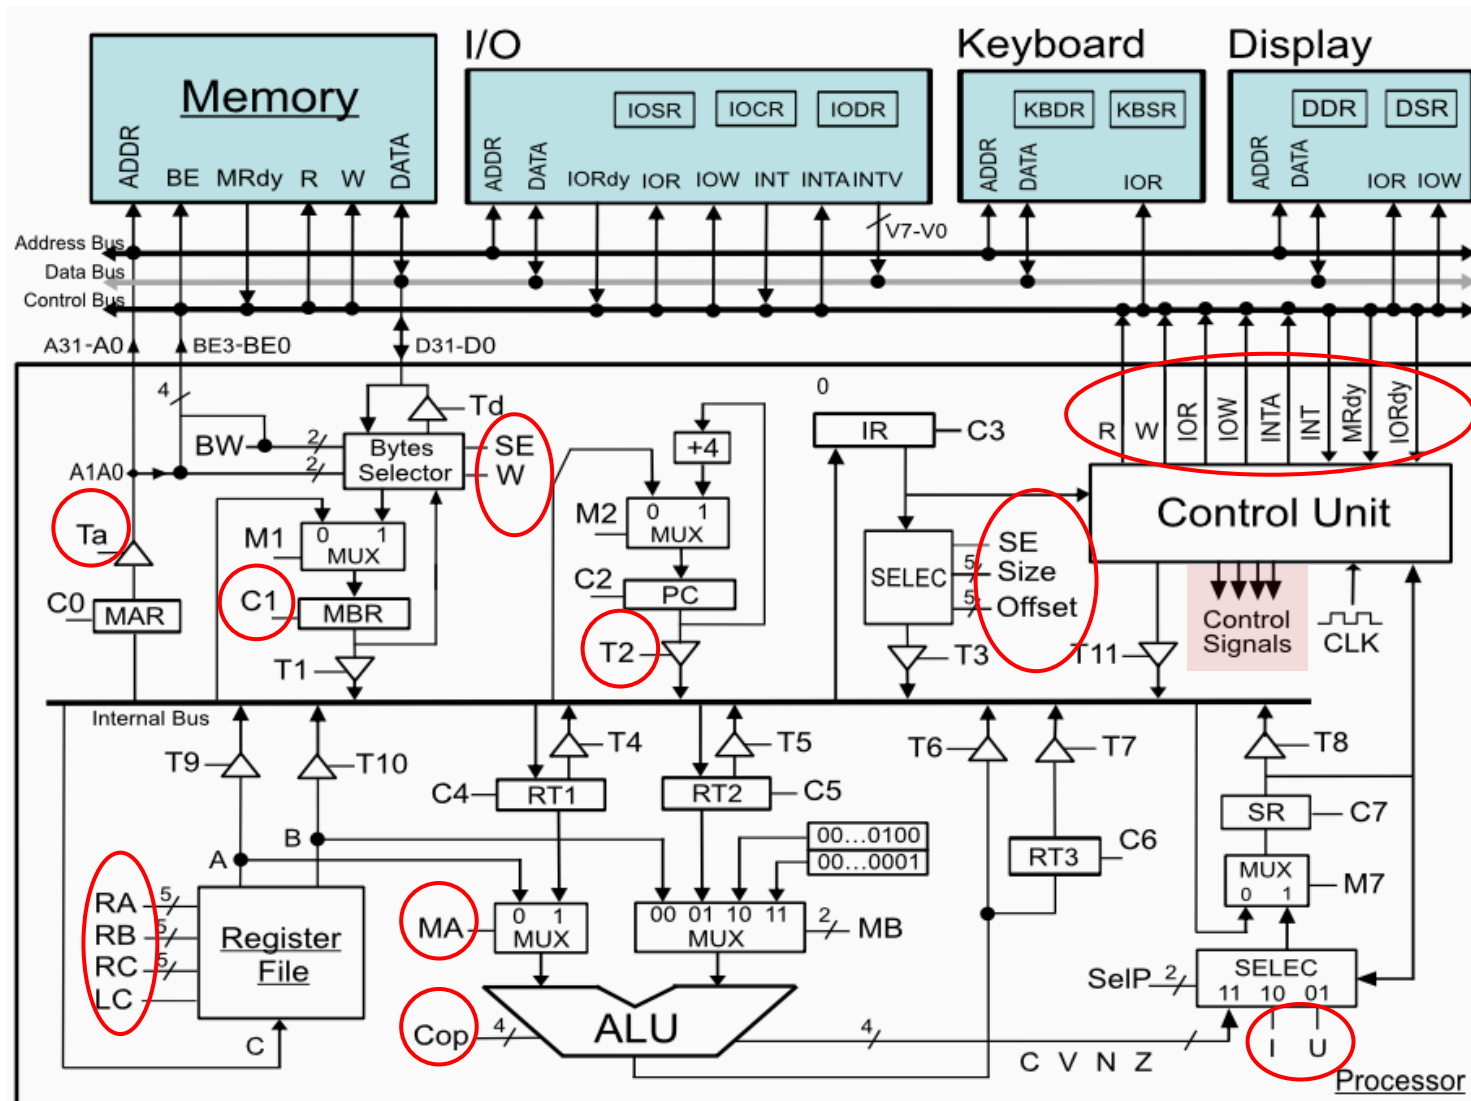 I/O Keyboard Display
Memory
IOSR IOCR IODR
KBDR KBSR
DDR DSR
ADDR BE MRdy R W DATA
ADDR DATA IORdy IOR IOW INT INTA INTV
ADDR DATA IOR
ADDR DATA IOR IOW
V7-V0
Address Bus
Data Bus
Control Bus
A31-A0 BE3-BE0 D31-D0
4
0
R W IOR IOW INTA INT MRdy IORdy
Td
BW 2
Bytes
Selector
SE
W
A1A0 2
+4
IR C3
Control Unit
Ta
M1
0 1
MUX
M2
0 1
MUX
SELEC
SE
5 Size
5 Offset
C0 MAR
C1 MBR
C2 PC
Control
Signals
CLK
T1
T2
T3
T11
Internal Bus
T9 T10 T4 T5 T6 T7 T8
C4 RT1
RT2 C5
SR C7
00...0100
00...0001
RT3 C6
A B
MUX
0 1
M7
RA 5
RB 5
RC 5
LC
Register
File
C
MA
0 1
MUX
00 01 10 11
MUX
2 MB
SelP 2
SELEC
11 10 01
I U
Cop 4
ALU
4
C V N Z
Processor